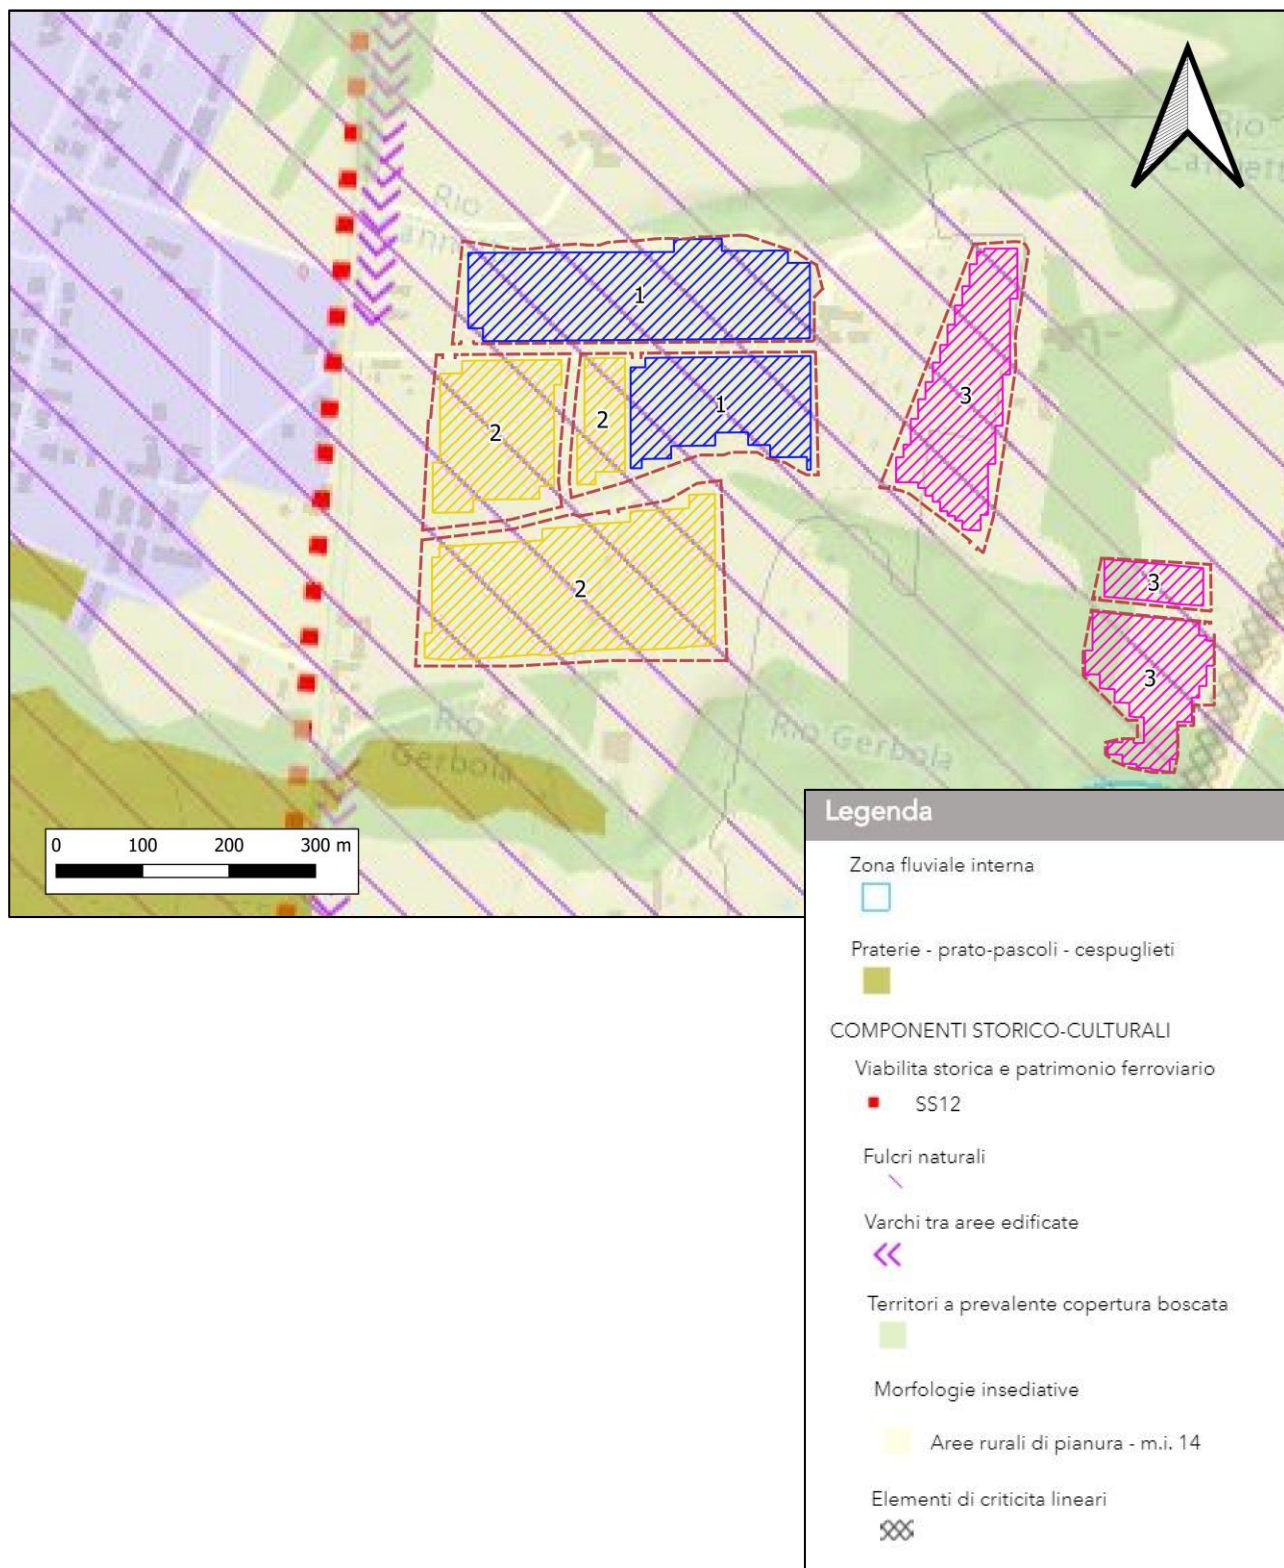 Rio
Rio
1
1
2
2
3
2
3
3
Rio
Gerbola
Rio Gerbola
0 100 200 300 m
Legenda
Zona fluviale interna
Praterie - prato-pascoli - cespuglieti
COMPONENTI STORICO-CULTURALI
Viabilita storica e patrimonio ferroviario
SS12
Fulcri naturali
Varchi tra aree edificate
Territori a prevalente copertura boscata
Morfologie insediative
Aree rurali di pianura - m.i. 14
Elementi di criticita lineari